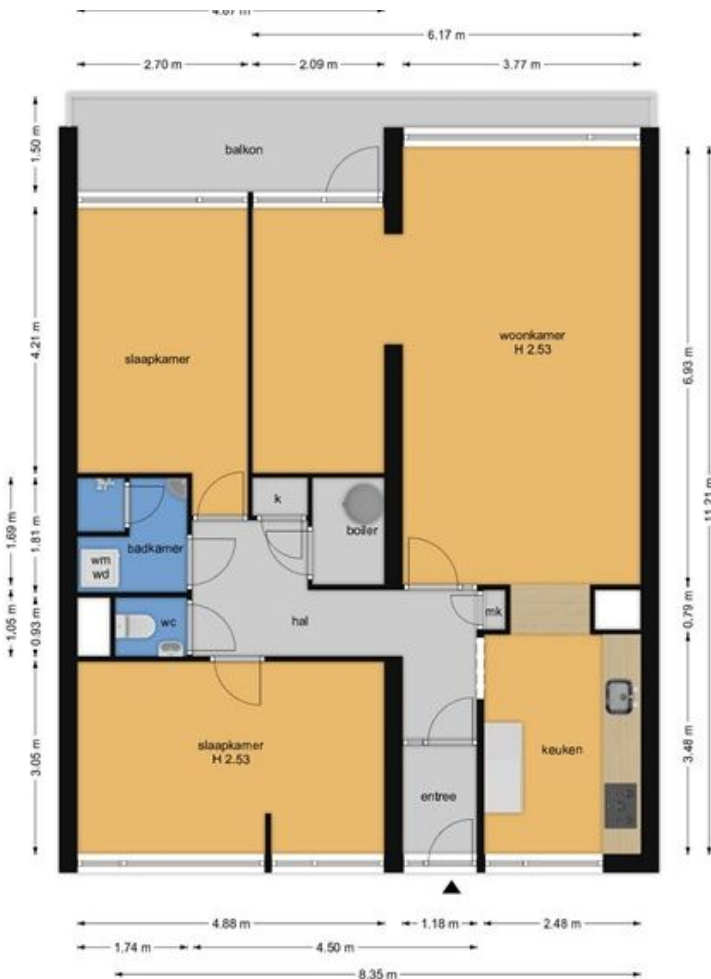 6.17 m
2.70 m
2.09 m
3.77 m
1.50 m
balkon
4.21 m
slaapkamer
woonkamer
H 2.53
6.93 m
11.21 m
1.69 m
1.81 m
k
boiler
badkamer
wm
wd
1.05 m
0.93 m
wc
hal
mk
0.79 m
3.05 m
slaapkamer
H 2.53
entree
keuken
3.48 m
4.88 m
1.18 m
2.48 m
1.74 m
4.50 m
8.35 m